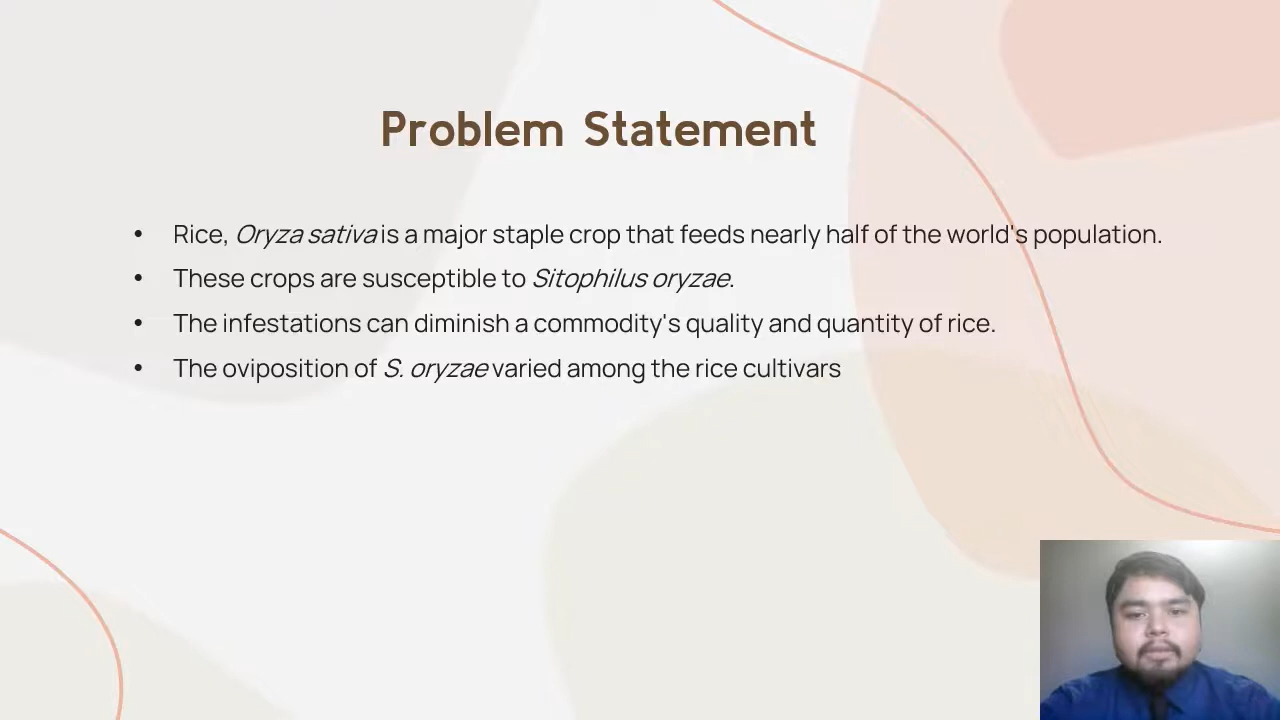 Problem Statement
• Rice, Oryza sativa is a major staple crop that feeds nearly half of the world's population.
• These crops are susceptible to Sitophilus oryzae.
• The infestations can diminish a commodity's quality and quantity of rice.
• The oviposition of S. oryzae varied among the rice cultivars